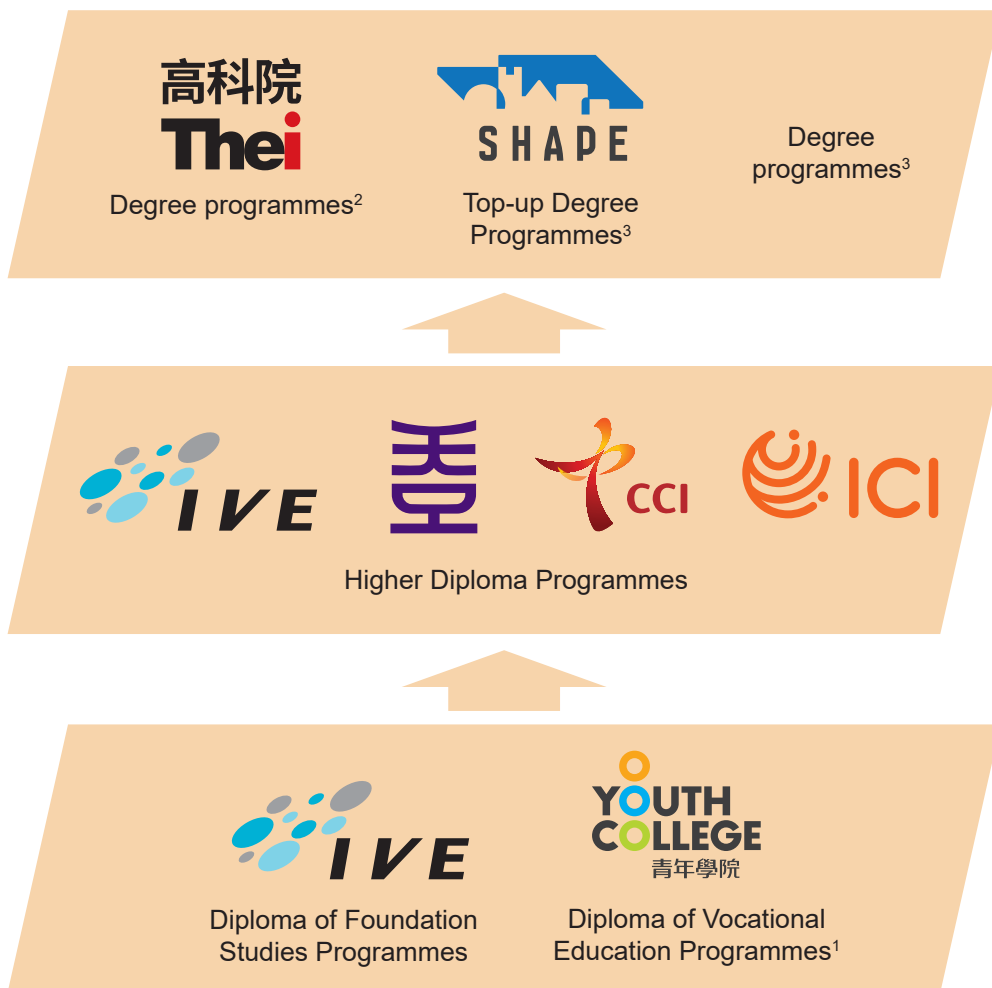 高科院
Thei
Degree programmes²
SHAPE
Top-up Degree
Programmes³
Degree
programmes³
IVE
CCI
ICI
Higher Diploma Programmes
IVE
Diploma of Foundation
Studies Programmes
YOUTH
COLLEGE
青年學院
Diploma of Vocational
Education Programmes¹